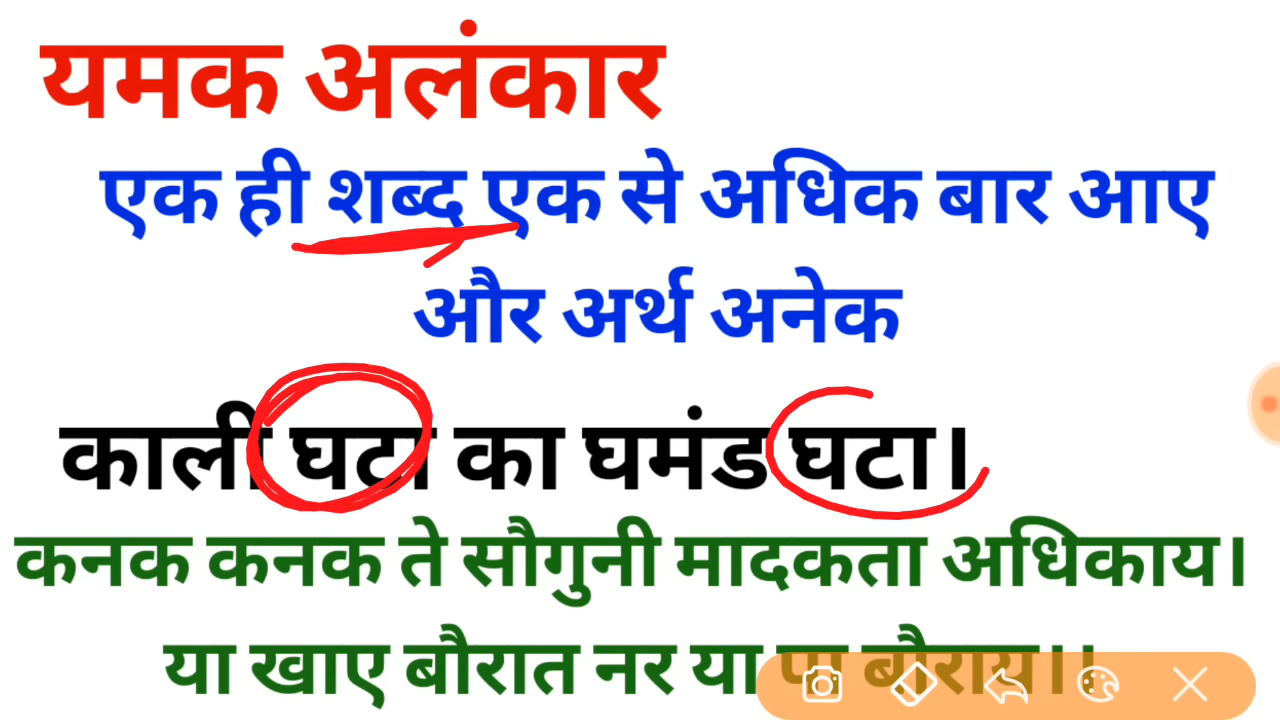 यमक अलंकार
एक ही शब्द एक से अधिक बार आए
और अर्थ अनेक
काली घटा का घमंड घटा।
कनक कनक ते सौगुनी मादकता अधिकाय।
या खाए बौरात नर या पा बौराय।।